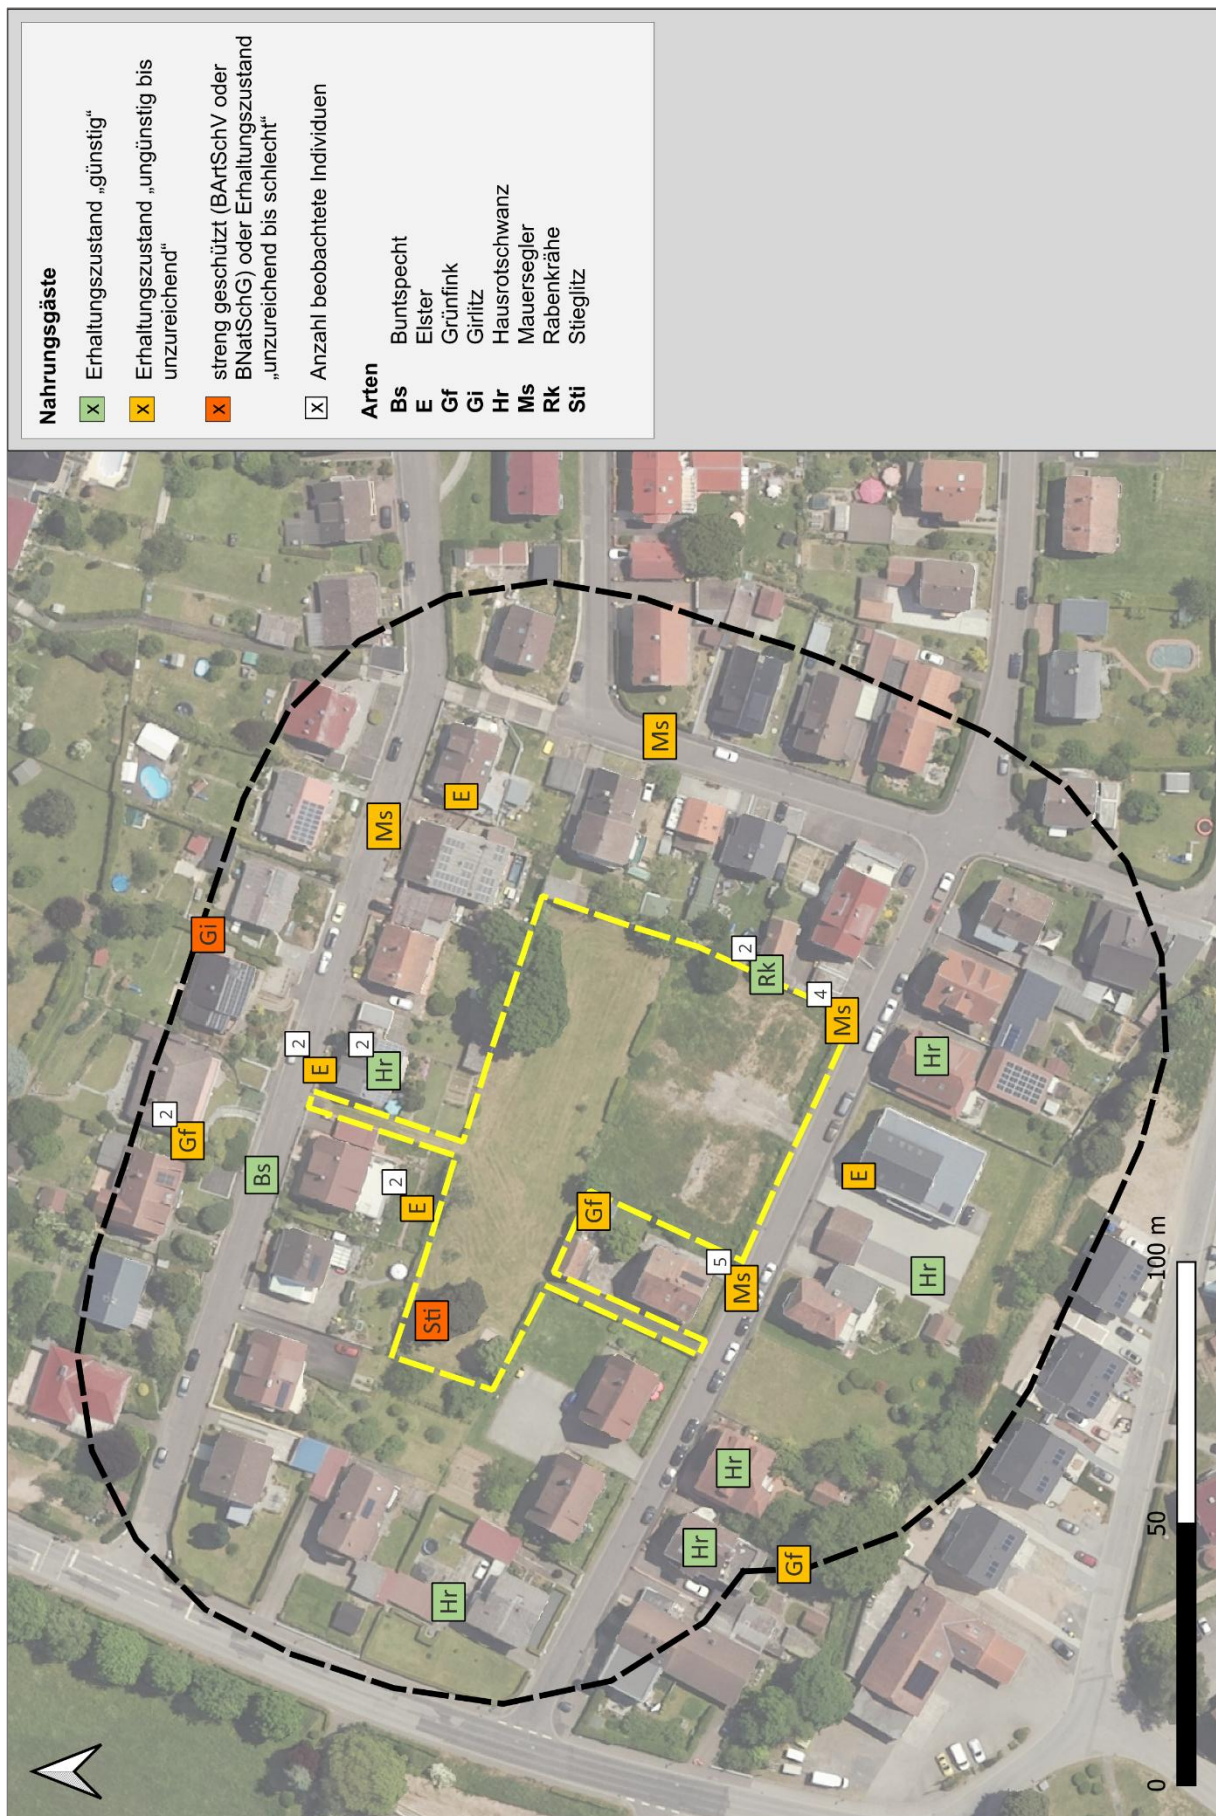 Nahrungsgäste
X Erhaltungszustand „günstig“
X Erhaltungszustand „ungünstig bis
unzureichend“
X streng geschützt (BArtSchV oder
BNatSchG) oder Erhaltungszustand
„unzureichend bis schlecht“
X Anzahl beobachtete Individuen
Arten
Bs Buntspecht
E Elster
Gf Grünfink
Gi Girlitz
Hr Hausrotschwanz
Ms Mauersegler
Rk Rabenkrähe
Sti Stieglitz
Gi
2
Gf
Bs
2
E
2
Hr
Ms
E
2
E
Sti
Hr
Ms
Gf
2
Rk
4
Ms
5
Ms
Hr
Hr
Gf
E
Hr
Hr
0
50
100 m